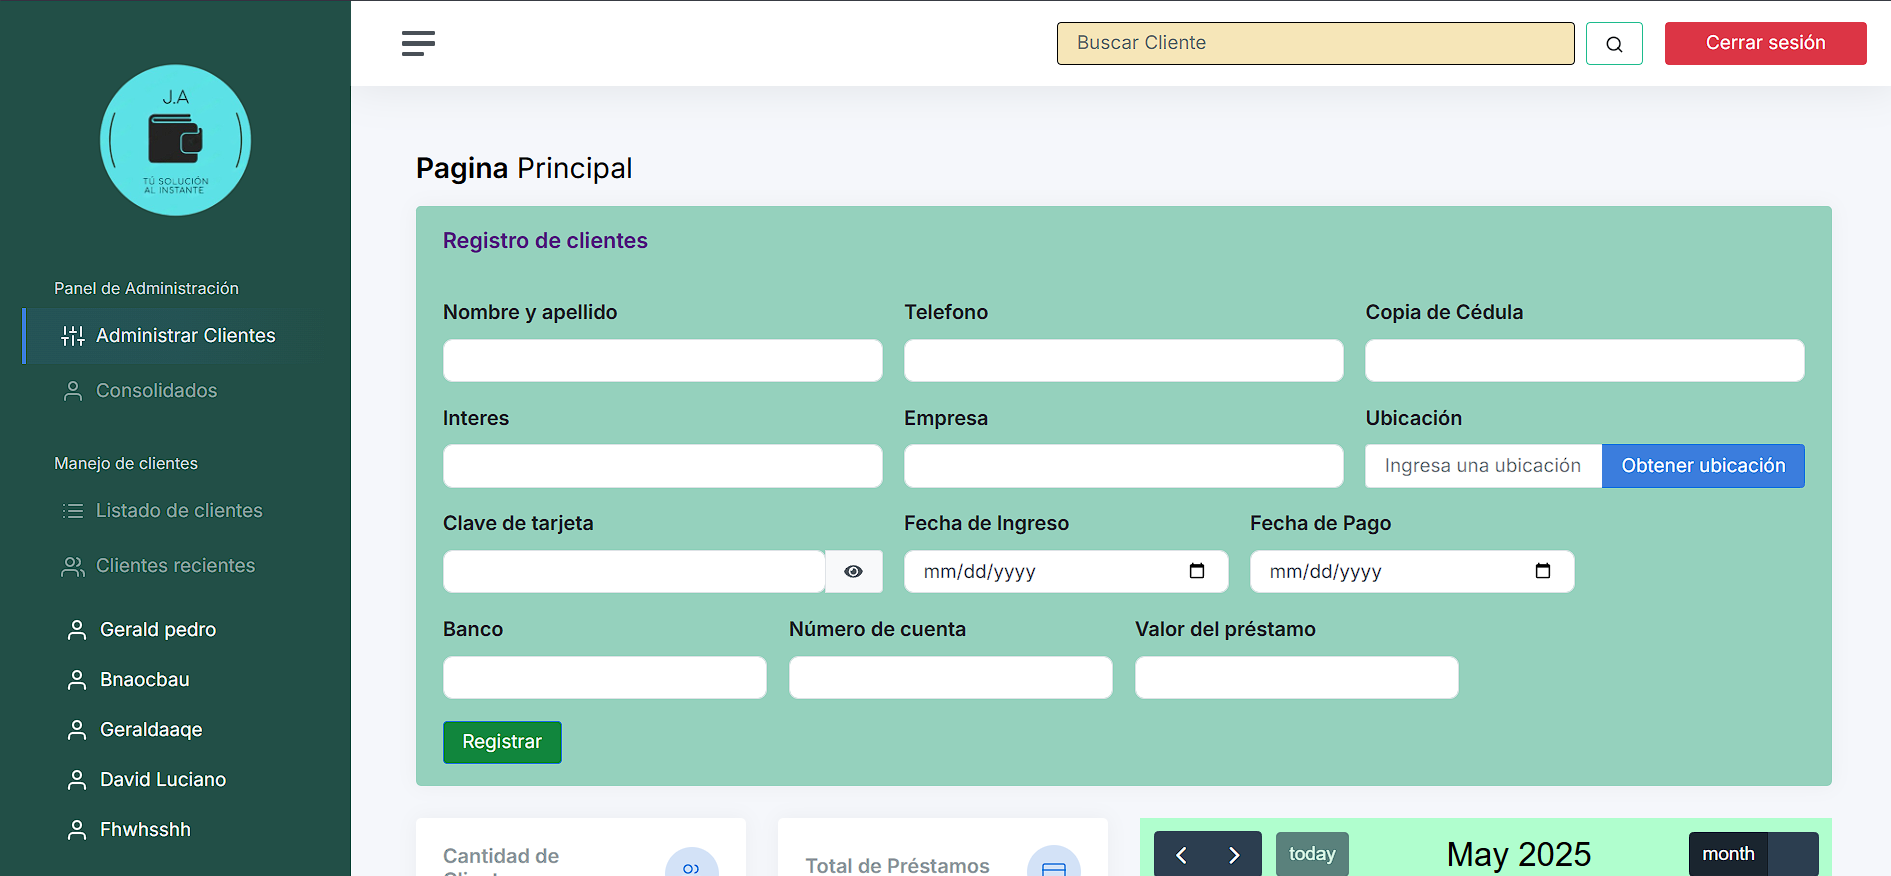 J.A
TÚ SOLUCIÓN
AL INSTANTE
Panel de Administración
Administrar Clientes
Consolidados
Manejo de clientes
Listado de clientes
Clientes recientes
Gerald pedro
Bnaocbau
Geraldaaqe
David Luciano
Fhwhsshh
Buscar Cliente
Cerrar sesión
Pagina Principal
Registro de clientes
Nombre y apellido
Telefono
Copia de Cédula
Interes
Empresa
Ubicación
Ingresa una ubicación
Obtener ubicación
Clave de tarjeta
Fecha de Ingreso
Fecha de Pago
mm/dd/yyyy
mm/dd/yyyy
Banco
Número de cuenta
Valor del préstamo
Registrar
Cantidad de
Total de Préstamos
today
May 2025
month